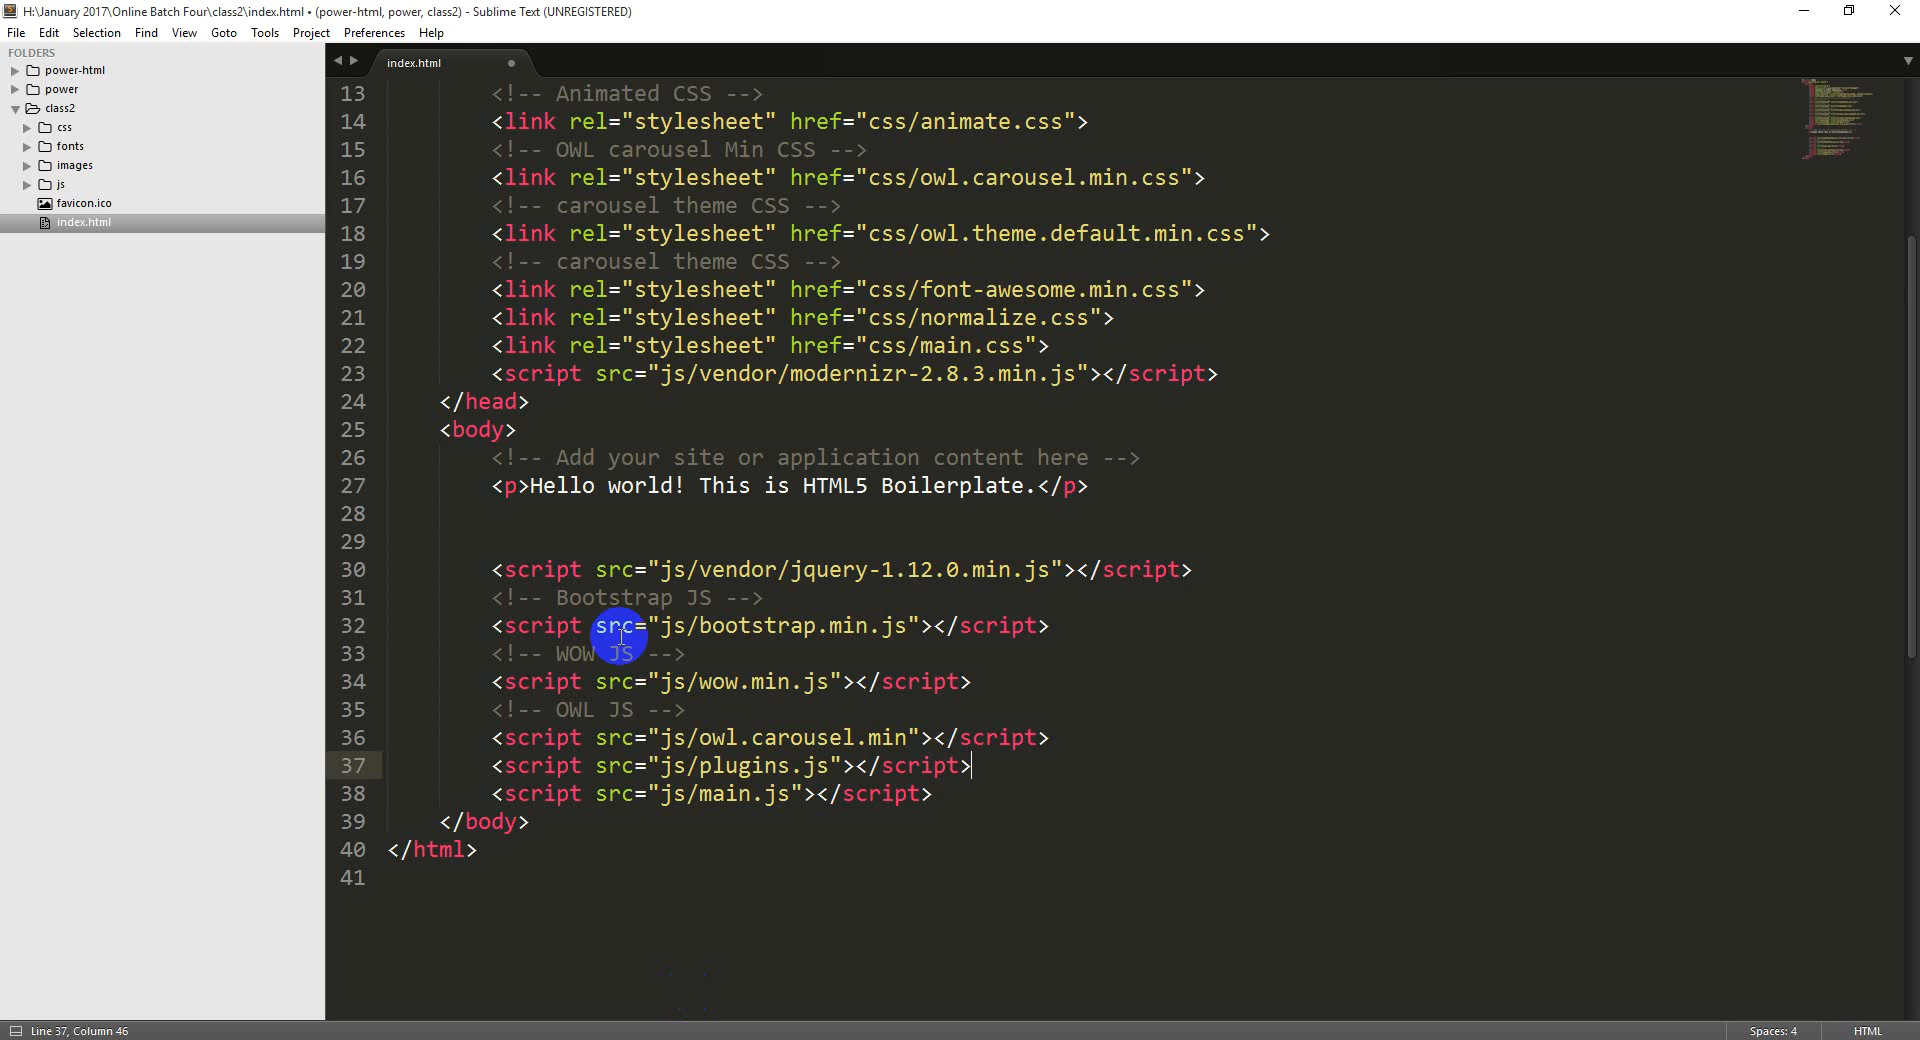 H:\January 2017\Online Batch Four\class2\index.html • (power-html, power, class2) - Sublime Text (UNREGISTERED)
File Edit Selection Find View Goto Tools Project Preferences Help
FOLDERS
power-html
power
class2
css
fonts
images
js
favicon.ico
index.html
index.html
13 <!-- Animated CSS -->
14 <link rel="stylesheet" href="css/animate.css">
15 <!-- OWL carousel Min CSS -->
16 <link rel="stylesheet" href="css/owl.carousel.min.css">
17 <!-- carousel theme CSS -->
18 <link rel="stylesheet" href="css/owl.theme.default.min.css">
19 <!-- carousel theme CSS -->
20 <link rel="stylesheet" href="css/font-awesome.min.css">
21 <link rel="stylesheet" href="css/normalize.css">
22 <link rel="stylesheet" href="css/main.css">
23 <script src="js/vendor/modernizr-2.8.3.min.js"></script>
24 </head>
25 <body>
26 <!-- Add your site or application content here -->
27 <p>Hello world! This is HTML5 Boilerplate.</p>
28
29
30 <script src="js/vendor/jquery-1.12.0.min.js"></script>
31 <!-- Bootstrap JS -->
32 <script src="js/bootstrap.min.js"></script>
33 <!-- WOW JS -->
34 <script src="js/wow.min.js"></script>
35 <!-- OWL JS -->
36 <script src="js/owl.carousel.min"></script>
37 <script src="js/plugins.js"></script>
38 <script src="js/main.js"></script>
39 </body>
40 </html>
41
Line 37, Column 46
Spaces: 4
HTML